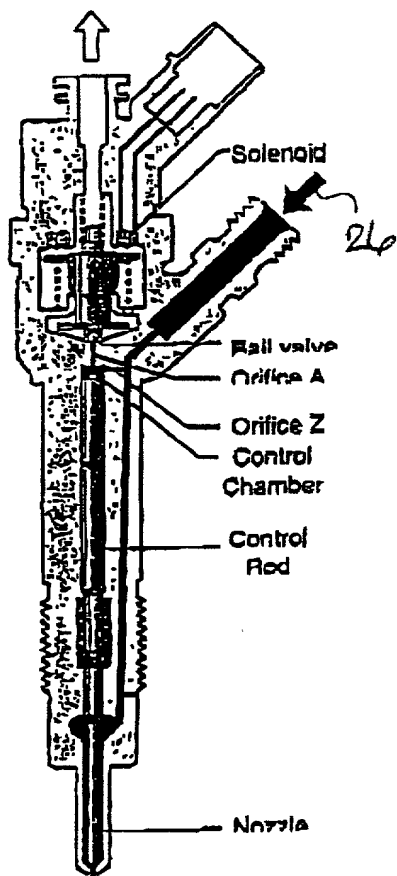 Solenoid
26
Ball valve
Orifice A
Orifice Z
Control
Chamber
Control
Rod
Nozzle